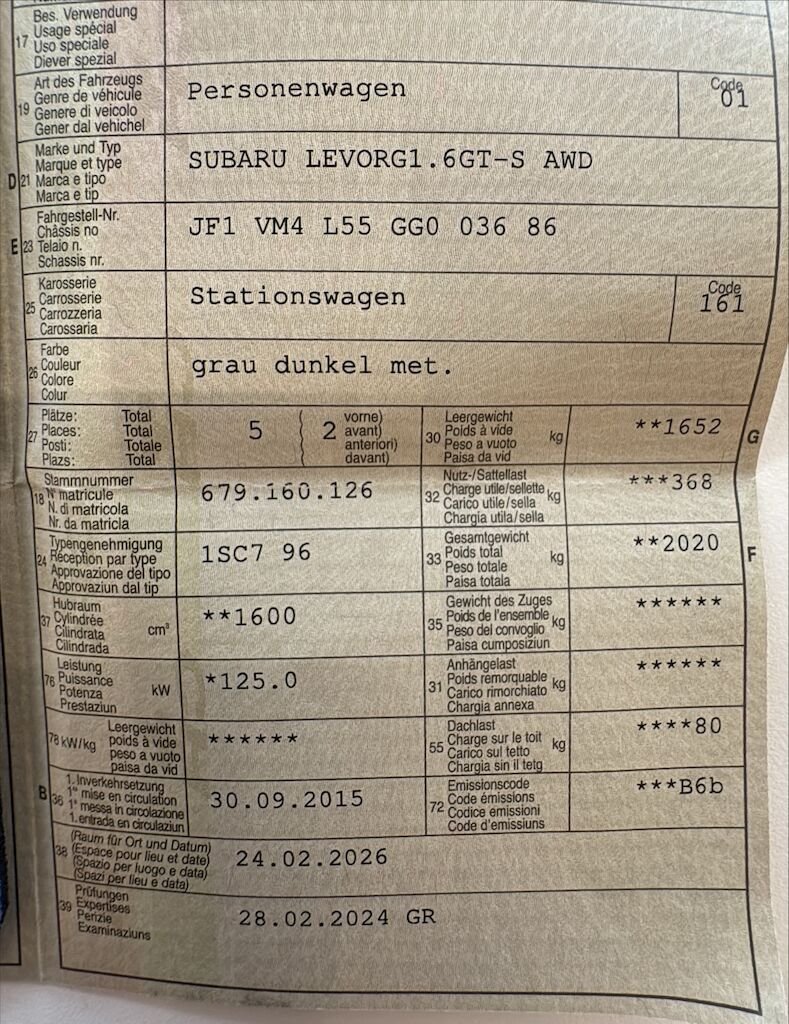 17
Bes. Verwendung
Usage spécial
Uso speciale
Diever spezial
19
Art des Fahrzeugs
Genre de véhicule
Genere di veicolo
Gener dal vehichel
Personenwagen
Code
01
D 21
Marke und Typ
Marque et type
Marca e tipo
Marca e tip
SUBARU LEVORG1.6GT-S AWD
E 23
Fahrgestell-Nr.
Châssis no
Telaio n.
Schassis nr.
JF1 VM4 L55 GG0 036 86
25
Karosserie
Carrosserie
Carrozzeria
Carossaria
Stationswagen
Code
161
26
Farbe
Couleur
Colore
Colur
grau dunkel met.
27
Plätze: Total
Places: Total
Posti: Totale
Plazs: Total
5 ( 2 vorne)
( avant)
( anteriori)
( davant)
30
Leergewicht
Poids à vide
Peso a vuoto
Paisa da vid
kg
**1652
G
18
Stammnummer
N° matricule
N. di matricola
Nr. da matricla
679.160.126
32
Nutz-/Sattellast
Charge utile/sellette
Carico utile/sella
Chargia utila/sella
kg
***368
24
Typengenehmigung
Réception par type
Approvazione del tipo
Approvaziun dal tip
1SC7 96
33
Gesamtgewicht
Poids total
Peso totale
Paisa totala
kg
**2020
F
37
Hubraum
Cylindrée
Cilindrata
Cilindrada
cm³
**1600
35
Gewicht des Zuges
Poids de l'ensemble
Peso del convoglio
Paisa cumposiziun
kg
******
76
Leistung
Puissance
Potenza
Prestaziun
kW
*125.0
31
Anhängelast
Poids remorquable
Carico rimorchiato
Chargia annexa
kg
******
78 kW/kg
Leergewicht
poids à vide
peso a vuoto
paisa da vid
******
55
Dachlast
Charge sur le toit
Carico sul tetto
Chargia sin il tetg
kg
****80
B 36
1. Inverkehrsetzung
1re mise en circulation
1a messa in circolazione
1. entrada en circulaziun
30.09.2015
72
Emissionscode
Code émissions
Codice emissioni
Code d'emissiuns
***B6b
38
(Raum für Ort und Datum)
(Espace pour lieu et date)
(Spazio per luogo e data)
(Spazi per lieu e data)
24.02.2026
39
Prüfungen
Expertises
Perizie
Examinaziuns
28.02.2024 GR